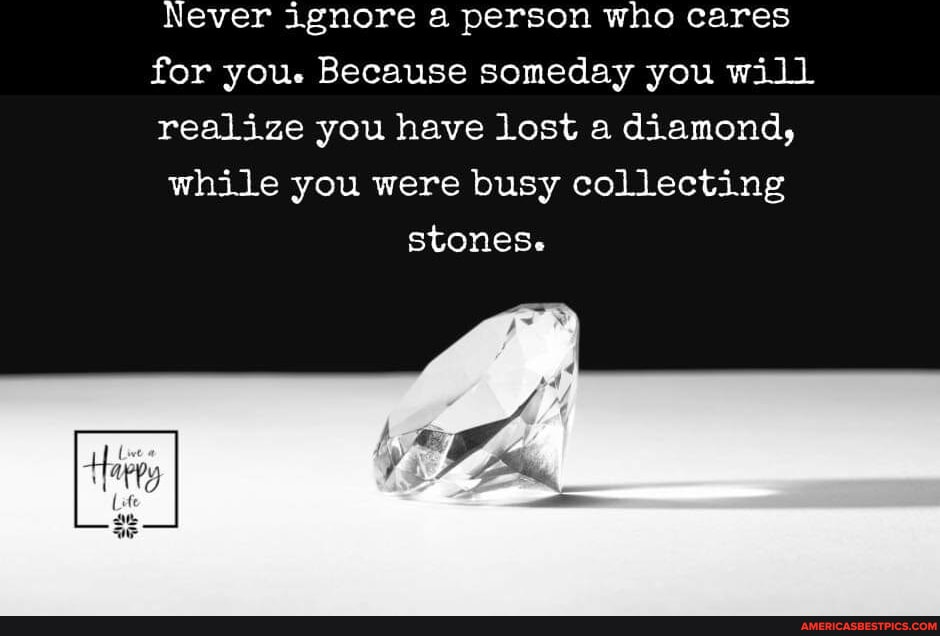 Never ignore a person who cares
for you. Because someday you will
realize you have lost a diamond,
while you were busy collecting
stones.
Live a
Happy
Life
AMERICASBESTPICS.COM